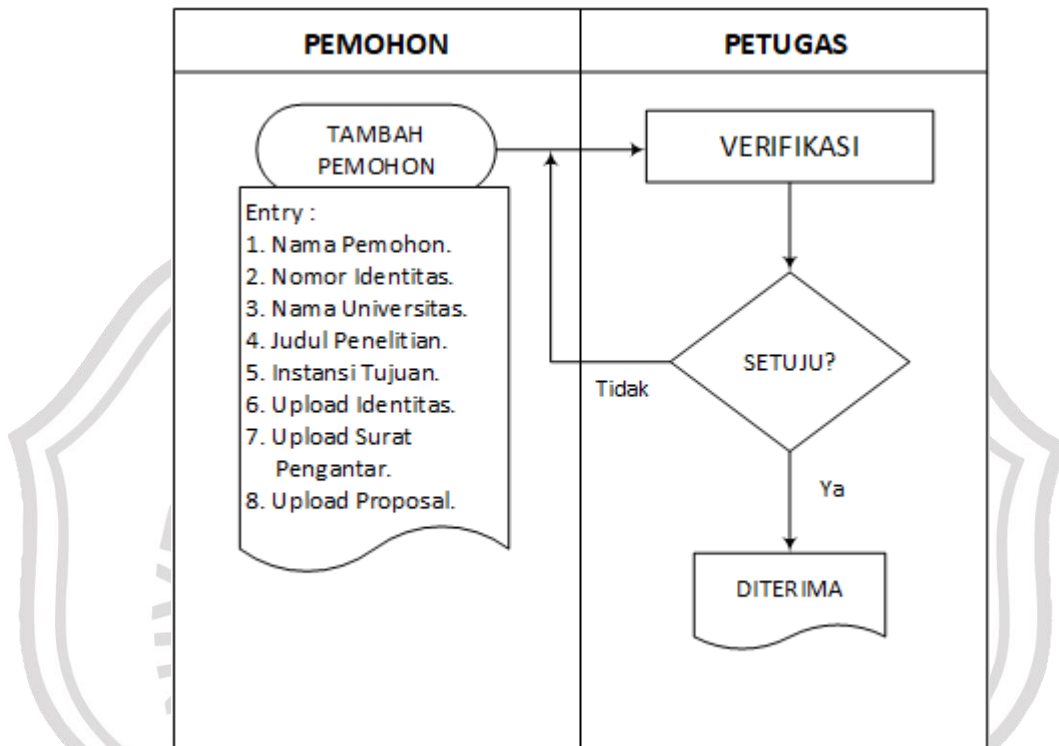 PEMOHON
PETUGAS
TAMBAH
PEMOHON
VERIFIKASI
Entry :
1. Nama Pemohon.
2. Nomor Identitas.
3. Nama Universitas.
4. Judul Penelitian.
5. Instansi Tujuan.
6. Upload Identitas.
7. Upload Surat
Pengantar.
8. Upload Proposal.
SETUJU?
Tidak
Ya
DITERIMA